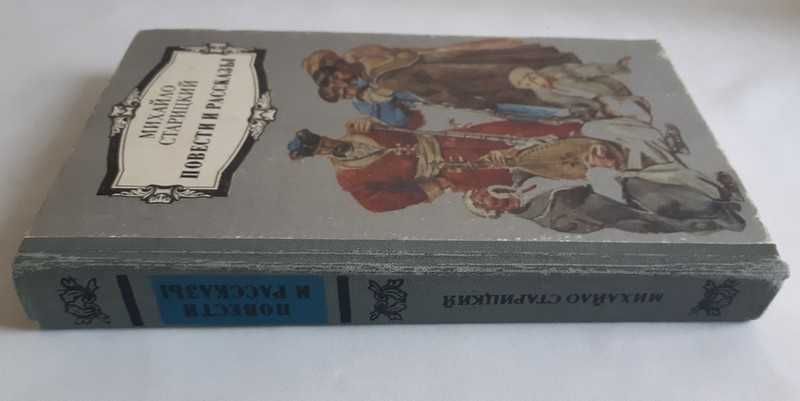 МИХАЙЛО
СТАРИЦКИЙ
ПОВЕСТИ И РАССКАЗЫ
ПОВЕСТИ
И РАССКАЗЫ
МИХАЙЛО СТАРИЦКИЙ